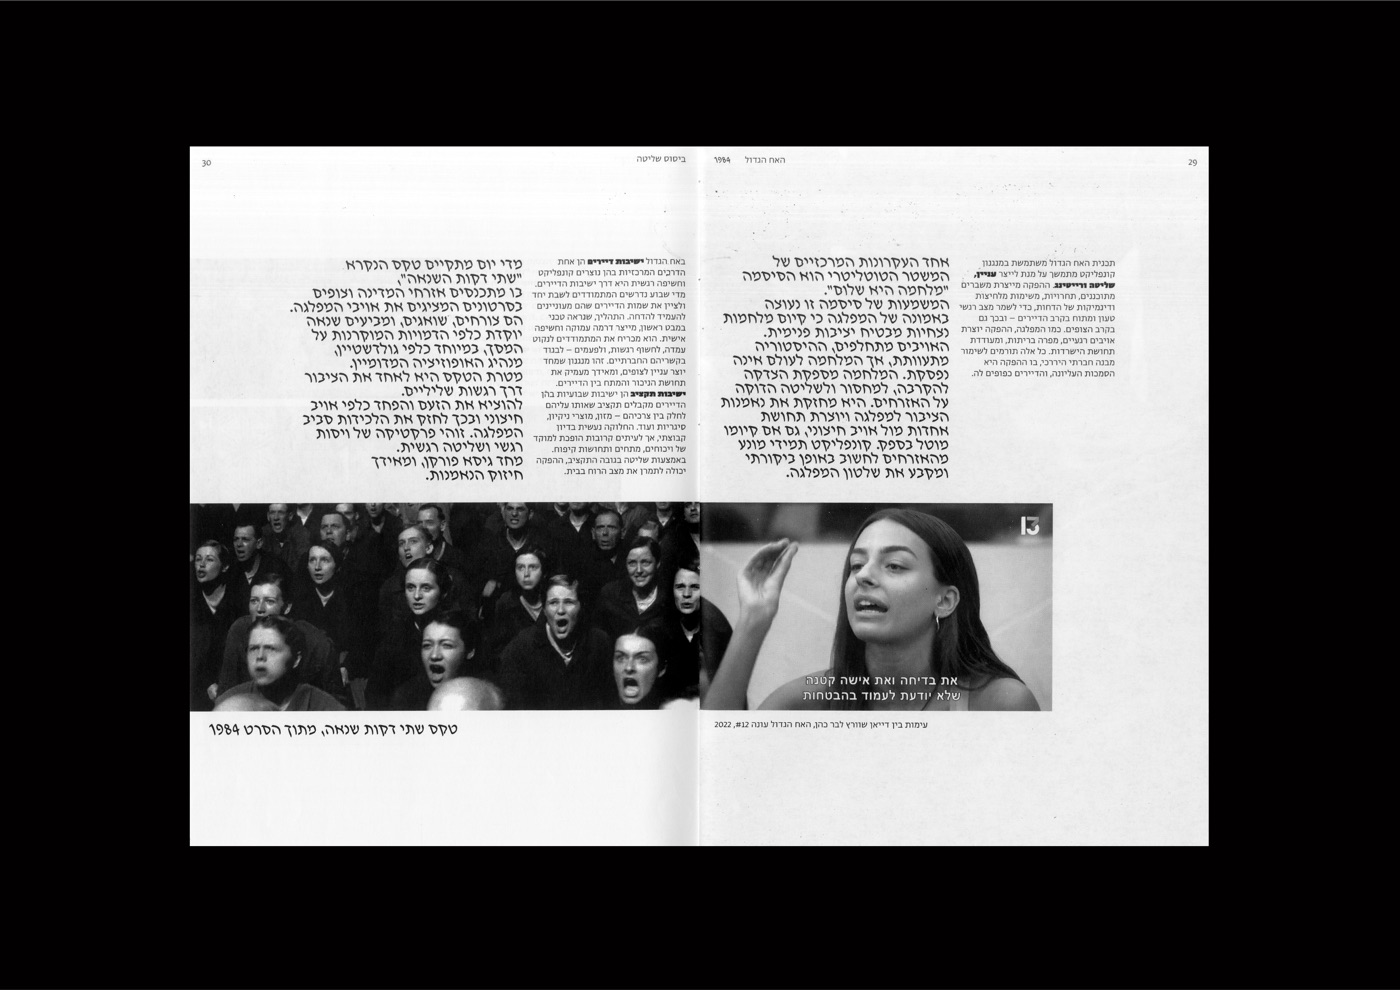 29
האח הגדול
1984
תכנית האח הגדול משתמשת במנגנון
קונפליקט מתמשך על מנת לייצר עניין,
שליטה ורייטינג. ההפקה מייצרת משברים
מתוכננים, תחרויות, משימות מלחיצות
ודינמיקות של הדחות, כדי לשמר מצב רגשי
טעון ומתוח בקרב הדיירים – ובכך גם
בקרב הצופים. כמו המפלגה, ההפקה יוצרת
אויבים רגעיים, מפרה בריתות, ומעודדת
תחושת הישרדות. כל אלה תורמים לשימור
מבנה חברתי היררכי, בו ההפקה היא
הסמכות העליונה, והדיירים כפופים לה.
אחד העקרונות המרכזיים של
המשטר הטוטליטרי הוא הסיסמה
"מלחמה היא שלום".
המשמעות של סיסמה זו נעוצה
באמונה של המפלגה כי קיום מלחמות
נצחיות מבטיח יציבות פנימית.
האויבים מתחלפים, ההיסטוריה
מתעוותת, אך המלחמה לעולם אינה
נפסקת. המלחמה מספקת הצדקה
להקרבה, למחסור ולשליטה הדוקה
על האזרחים. היא מחזקת את נאמנות
הציבור למפלגה ויוצרת תחושת
אחדות מול אויב חיצוני, גם אם קיומו
מוטל בספק. קונפליקט תמידי מונע
מהאזרחים לחשוב באופן ביקורתי
ומקבע את שלטון המפלגה.
13
את בדיחה ואת אישה קטנה
שלא יודעת לעמוד בהבטחות
עימות בין דייאן שוורץ לבר כהן, האח הגדול עונה 12#, 2022
ביסוס שליטה
30
באח הגדול ישיבות דיירים הן אחת
הדרכים המרכזיות בהן נוצרים קונפליקט
וחשיפה רגשית היא דרך ישיבות הדיירים.
מדי שבוע נדרשים המתמודדים לשבת יחד
ולציין את שמות הדיירים שהם מעוניינים
להעמיד להדחה. התהליך, שנראה טכני
במבט ראשון, מייצר דרמה עמוקה וחשיפה
אישית. הוא מכריח את המתמודדים לנקוט
עמדה, לחשוף רגשות, ולפעמים – לבגוד
בקשריהם החברתיים. זהו מנגנון שמחד
יוצר עניין לצופים, ומאידך מעמיק את
תחושת הניכור והמתח בין הדיירים.
ישיבות תקציב הן ישיבות שבועיות בהן
הדיירים מקבלים תקציב שאותו עליהם
לחלק בין צרכיהם – מזון, מוצרי ניקיון,
סיגריות ועוד. החלוקה נעשית בדיון
קבוצתי, אך לעיתים קרובות הופכת למוקד
של ויכוחים, מתחים ותחושות קיפוח.
באמצעות שליטה בגובה התקציב, ההפקה
יכולה לתמרן את מצב הרוח בבית.
מדי יום מתקיים טקס הנקרא
"שתי דקות השנאה",
בו מתכנסים אזרחי המדינה וצופים
בסרטונים המציגים את אויבי המפלגה.
הם צורחים, שואגים, ומביעים שנאה
יוקדת כלפי הדמויות המוקרנות על
המסך, במיוחד כלפי גולדשטיין,
מנהיג האופוזיציה המדומיין.
מטרת הטקס היא לאחד את הציבור
דרך רגשות שליליים.
להוציא את הזעם והפחד כלפי אויב
חיצוני ובכך לחזק את הלכידות סביב
המפלגה. זוהי פרקטיקה של ויסות
רגשי ושליטה רגשית.
מחד גיסא פורקן, ומאידך
חיזוק הנאמנות.
טקס שתי דקות שנאה, מתוך הסרט 1984